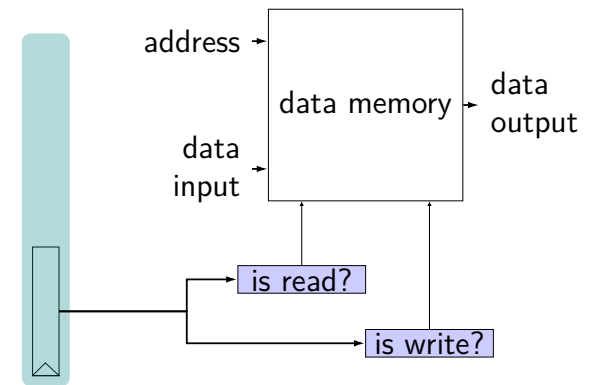 address
data memory
data
output
data
input
is read?
is write?